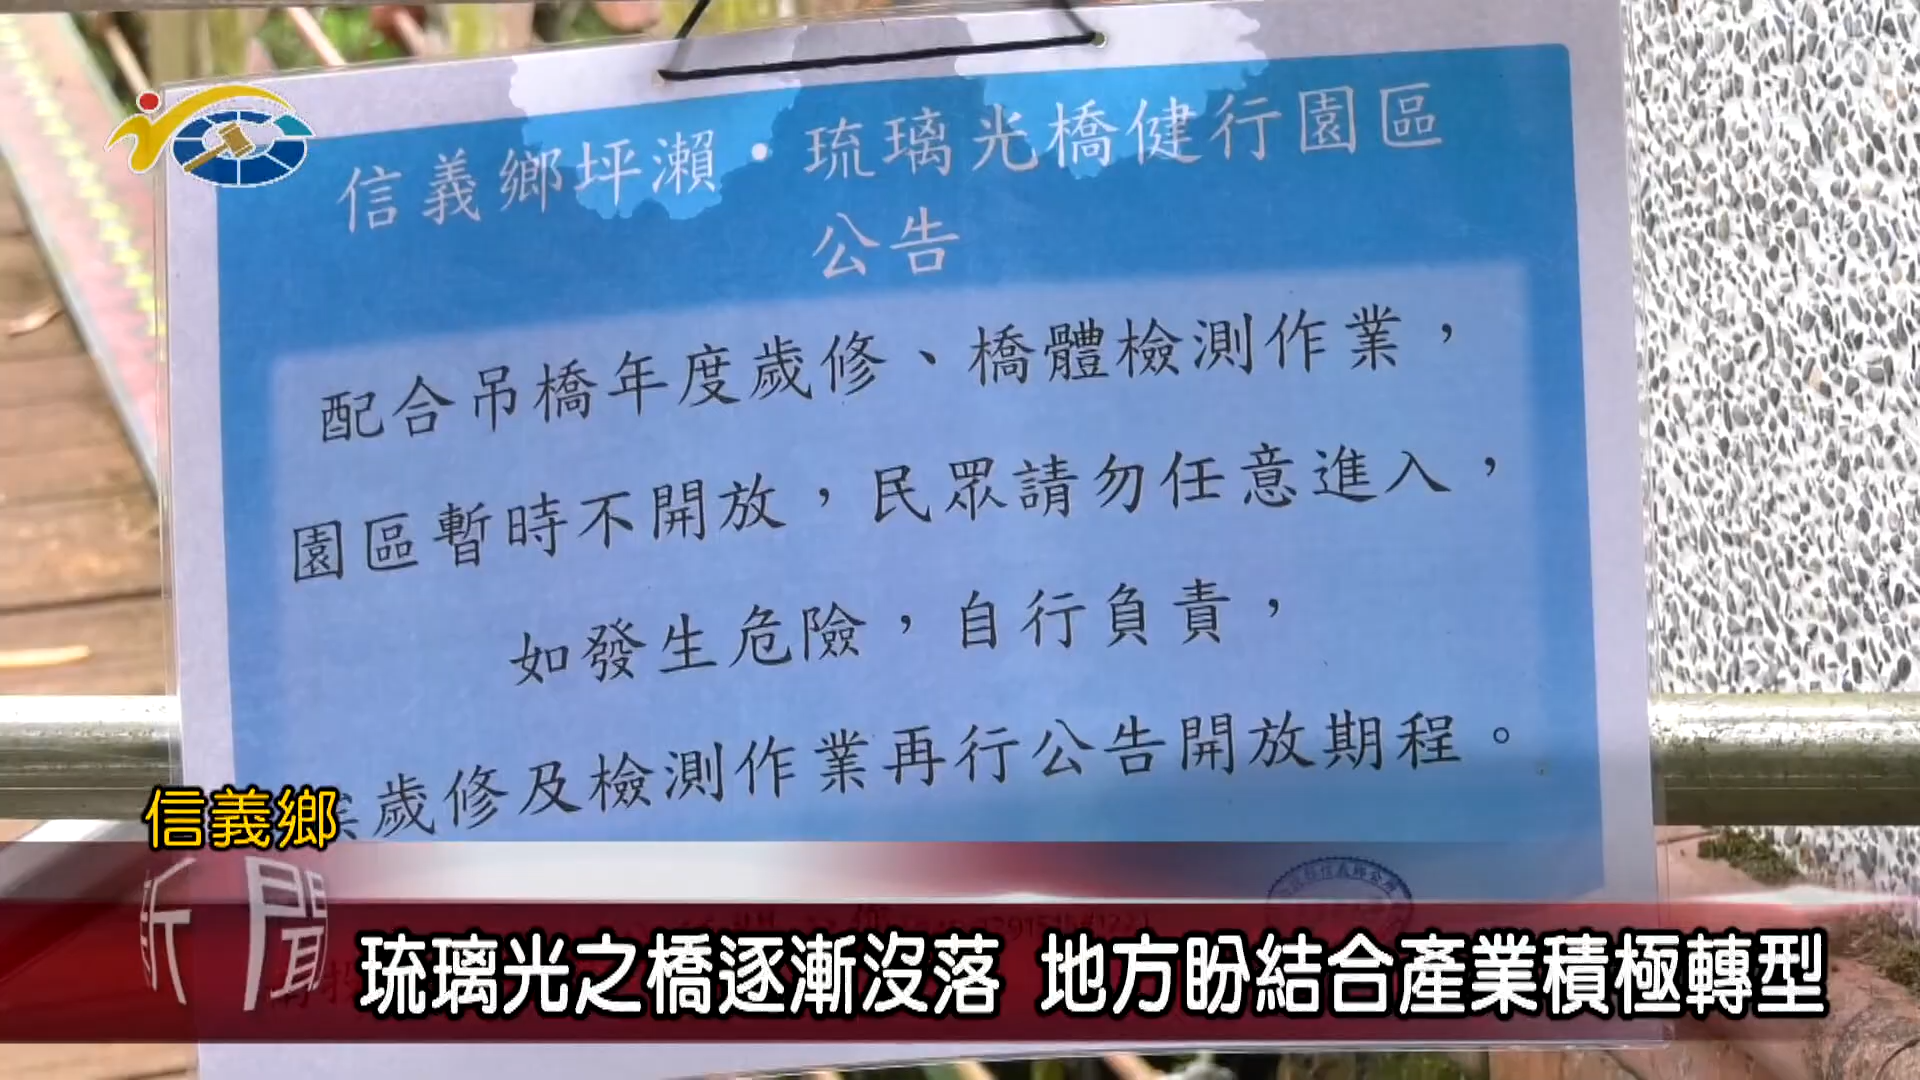 信義鄉坪瀨·琉璃光橋健行園區
公告
配合吊橋年度歲修、橋體檢測作業，
園區暫時不開放，民眾請勿任意進入，
如發生危險，自行負責，
歲修及檢測作業再行公告開放期程。
信義鄉
新聞
琉璃光之橋逐漸沒落 地方盼結合產業積極轉型